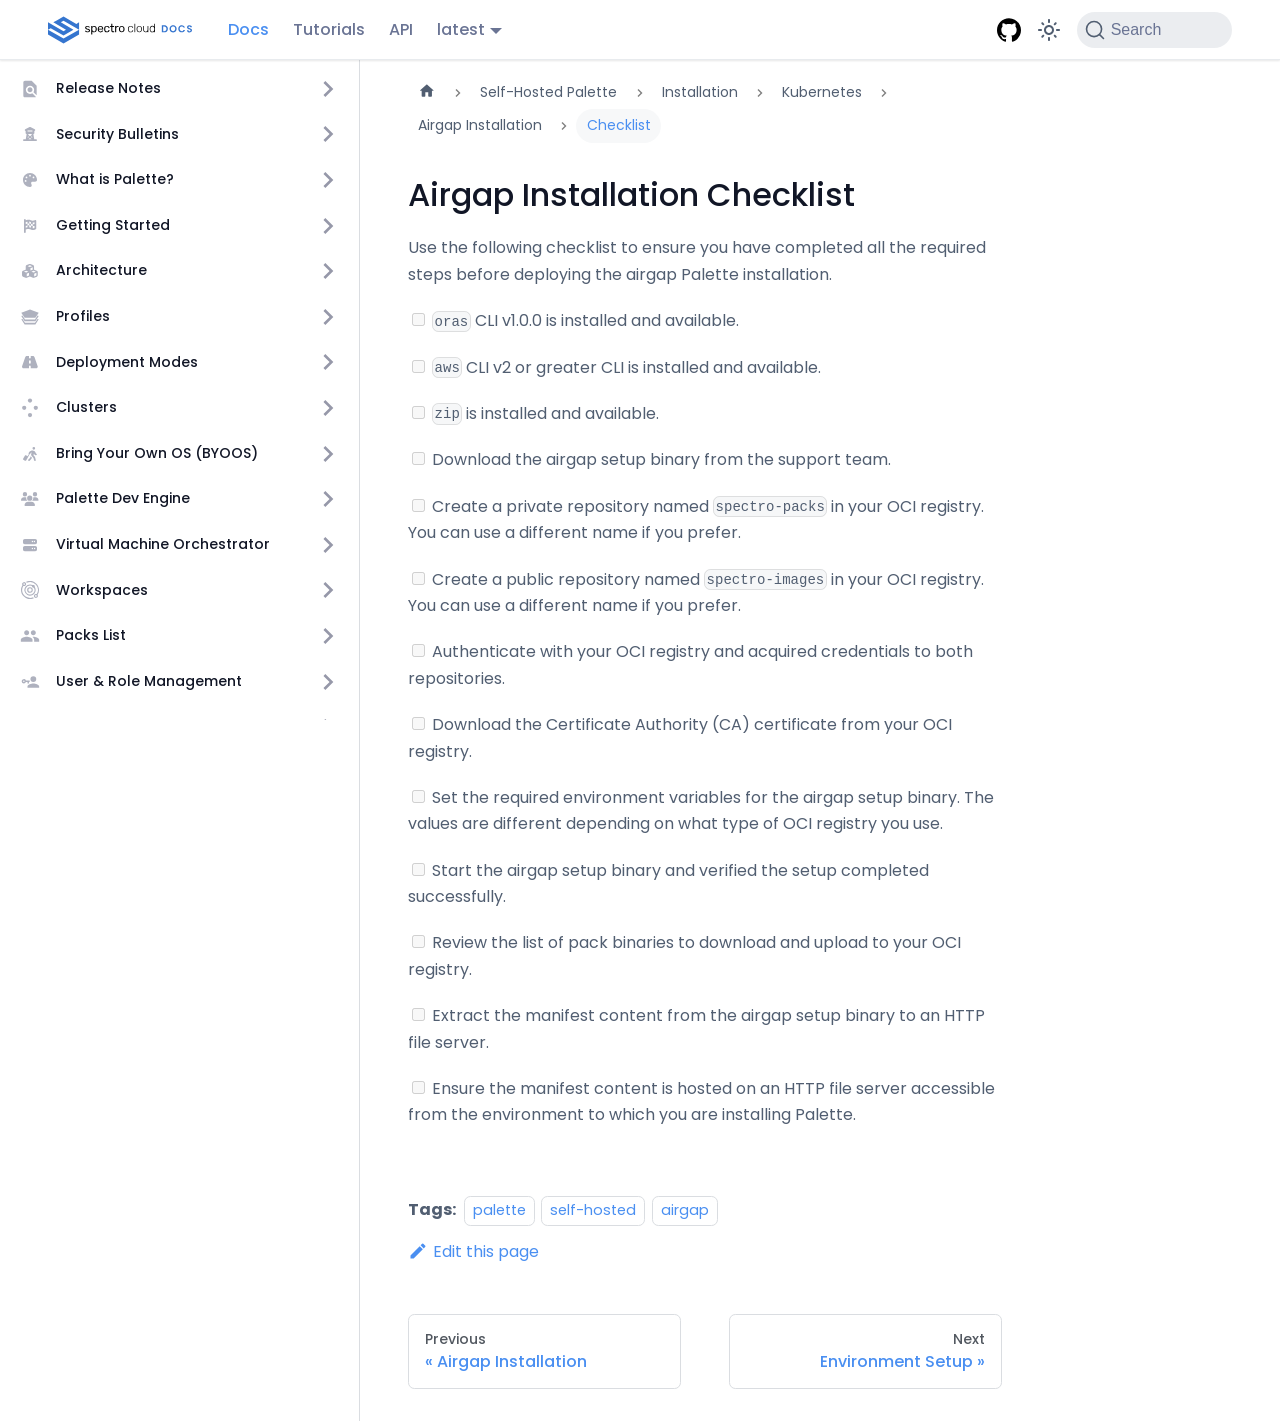 spectro cloud DOCS Docs Tutorials API latest Search
Release Notes
Security Bulletins
What is Palette?
Getting Started
Architecture
Profiles
Deployment Modes
Clusters
Bring Your Own OS (BYOOS)
Palette Dev Engine
Virtual Machine Orchestrator
Workspaces
Packs List
User & Role Management
Self-Hosted Palette Installation Kubernetes
Airgap Installation Checklist
Airgap Installation Checklist
Use the following checklist to ensure you have completed all the required
steps before deploying the airgap Palette installation.
oras CLI v1.0.0 is installed and available.
aws CLI v2 or greater CLI is installed and available.
zip is installed and available.
Download the airgap setup binary from the support team.
Create a private repository named spectro-packs in your OCI registry.
You can use a different name if you prefer.
Create a public repository named spectro-images in your OCI registry.
You can use a different name if you prefer.
Authenticate with your OCI registry and acquired credentials to both
repositories.
Download the Certificate Authority (CA) certificate from your OCI
registry.
Set the required environment variables for the airgap setup binary. The
values are different depending on what type of OCI registry you use.
Start the airgap setup binary and verified the setup completed
successfully.
Review the list of pack binaries to download and upload to your OCI
registry.
Extract the manifest content from the airgap setup binary to an HTTP
file server.
Ensure the manifest content is hosted on an HTTP file server accessible
from the environment to which you are installing Palette.
Tags: palette self-hosted airgap
Edit this page
Previous
« Airgap Installation
Next
Environment Setup »